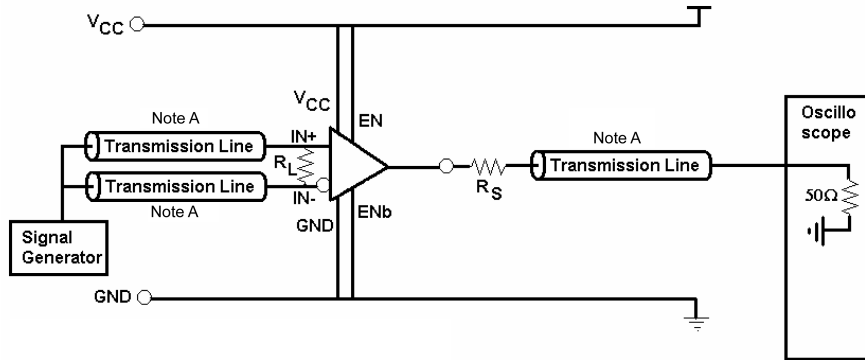 VCC
VCC
EN
Note A
Transmission Line
IN+
RL
Transmission Line
IN-
Note A
GND
ENb
Signal
Generator
GND
RS
Note A
Transmission Line
Oscillo
scope
50Ω